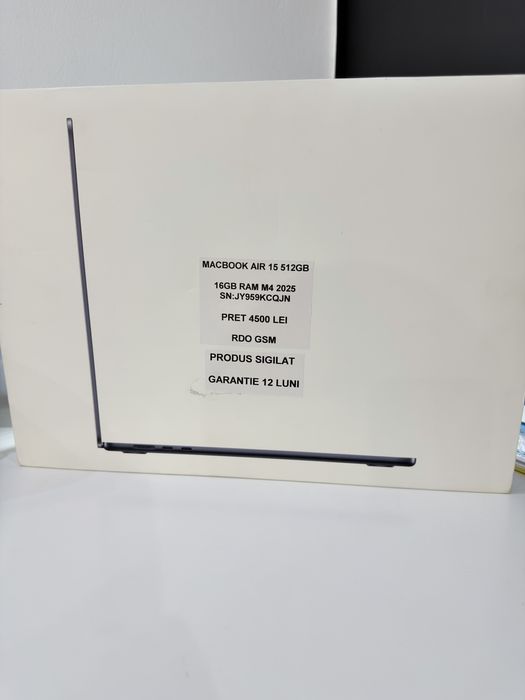 MACBOOK AIR 15 512GB
16GB RAM M4 2025
SN:JY959KCQJN
PRET 4500 LEI
RDO GSM
PRODUS SIGILAT
GARANTIE 12 LUNI